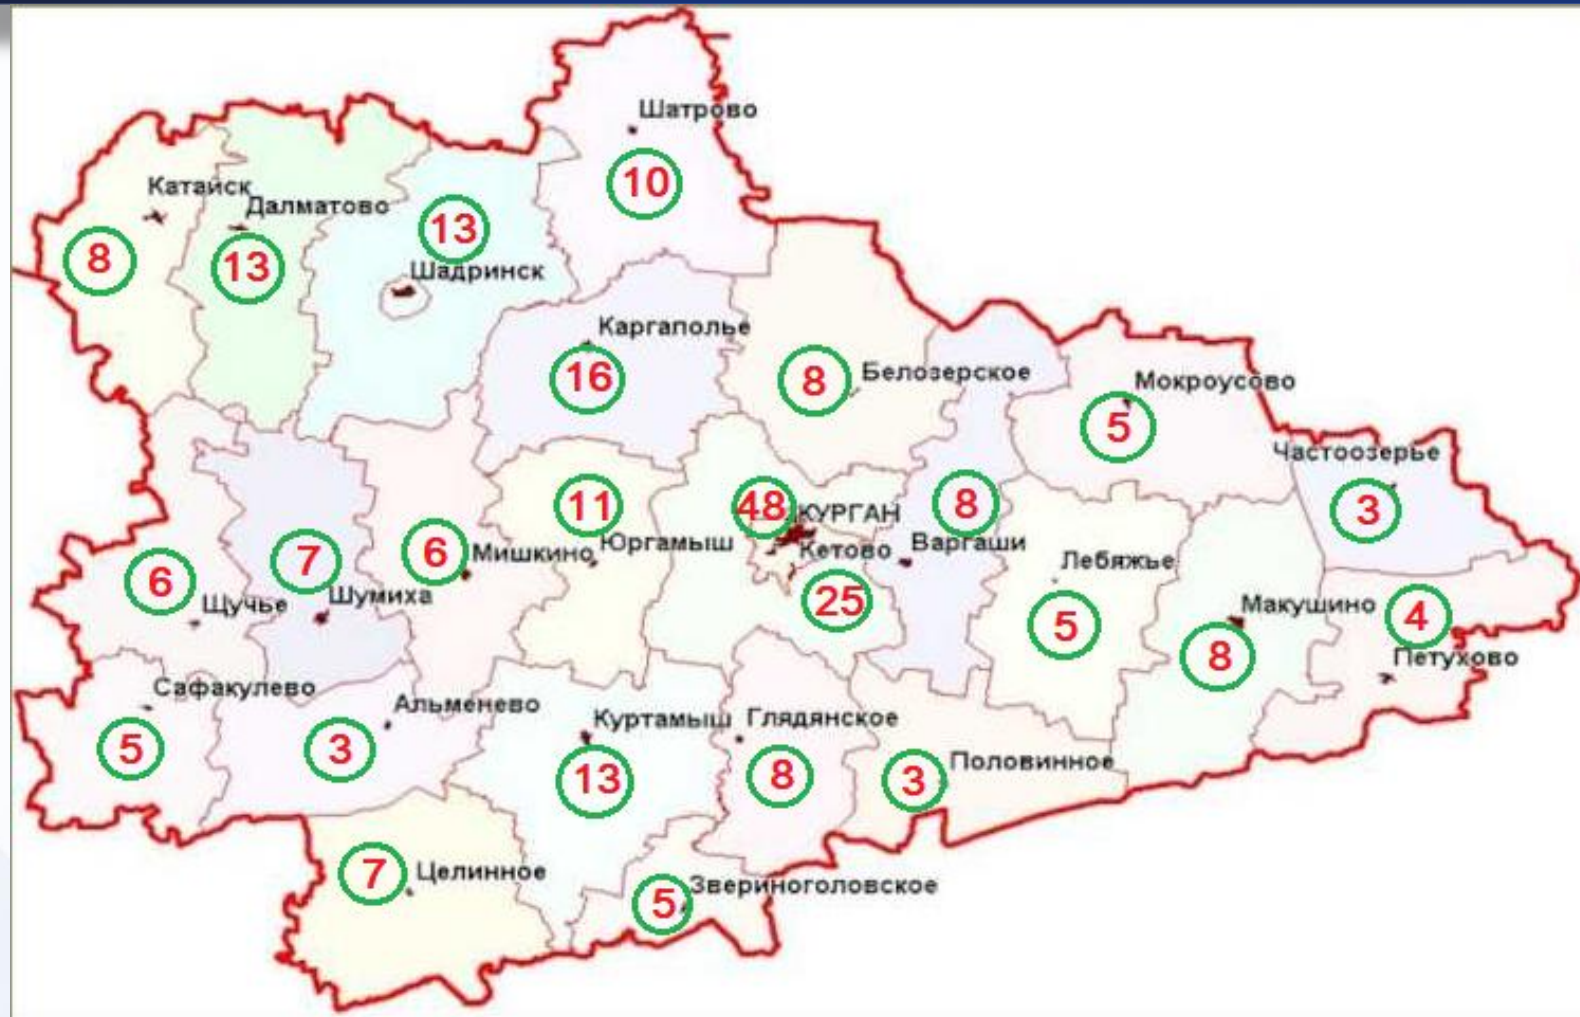 Шатрово
10
Катайск
Далматово
13
8
13
Шадринск
Каргаполье
16
8
Белозерское
Мокроусово
5
Частоозерье
3
48
КУРГАН
8
11
Юргамыш
6
Мишкино
Кетово
Варгаши
Лебяжье
7
Шумиха
6
Щучье
25
5
Макушино
8
4
Петухово
Сафакулево
5
Альменево
3
Куртамыш
13
Глядянское
8
Половинное
3
7
Целинное
5
Звериноголовское